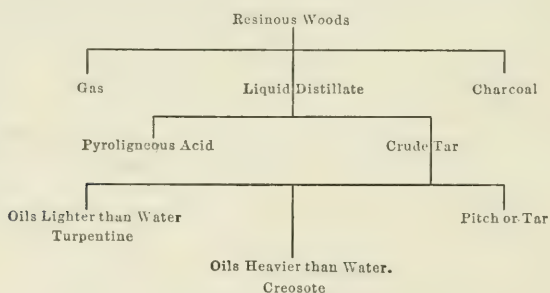 Resinous Woods
Gas Liquid Distillate Charcoal
Pyroligneous Acid Crude Tar
Oils Lighter than Water Pitch or Tar
Turpentine
Oils Heavier than Water.
Creosote